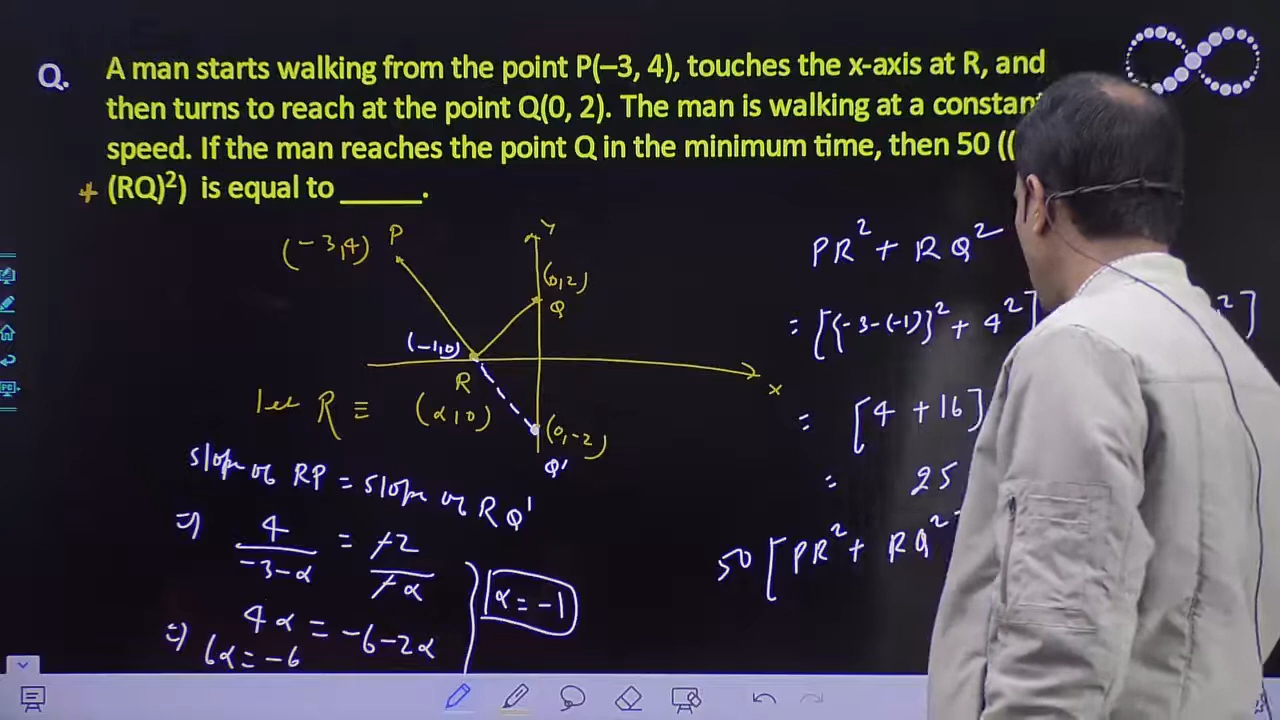 Q. A man starts walking from the point P(–3, 4), touches the x-axis at R, and
then turns to reach at the point Q(0, 2). The man is walking at a constan
speed. If the man reaches the point Q in the minimum time, then 50 ((
+ (RQ)²) is equal to _____.
(-3,4) P
Y
(0,2)
Q
(-1,0)
R
x
let R ≡ (α,0)
(0,-2)
Q'
slope of RP = slope of RQ'
⇒ 4/(-3-α) = -2/-α
⇒ 4α = -6-2α
6α = -6
α = -1
PR² + RQ²
= [(-3-(-1))² + 4²] ²]
= [4 + 16]
= 25
50 [PR² + RQ²